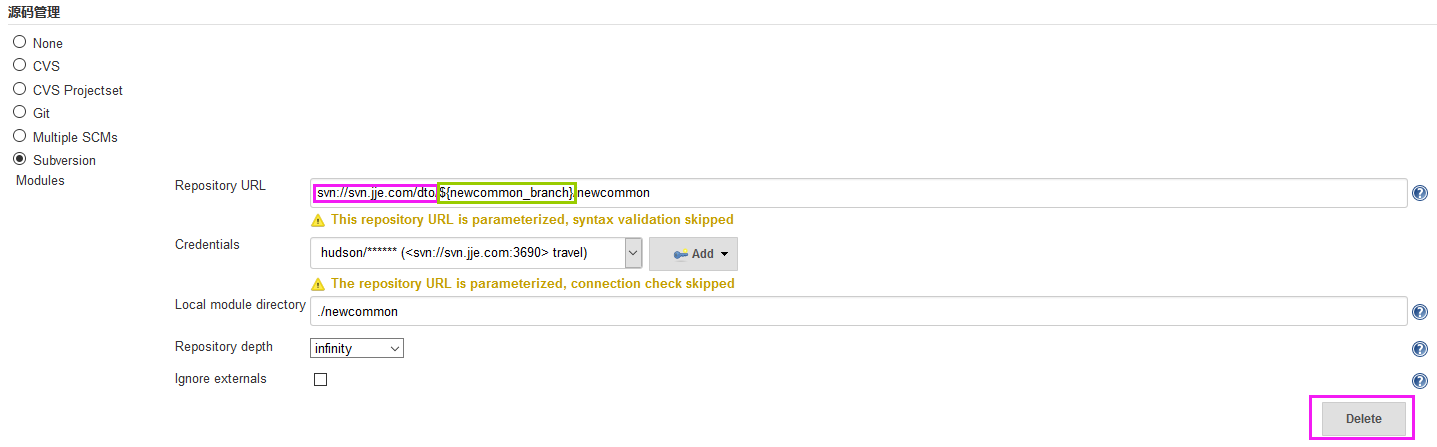 源码管理
None
CVS
CVS Projectset
Git
Multiple SCMs
Subversion
Modules
Repository URL
svn://svn.jje.com/dto/${newcommon_branch}/newcommon
This repository URL is parameterized, syntax validation skipped
Credentials
hudson/****** (<svn://svn.jje.com:3690> travel)
Add
The repository URL is parameterized, connection check skipped
Local module directory
./newcommon
Repository depth
infinity
Ignore externals
Delete